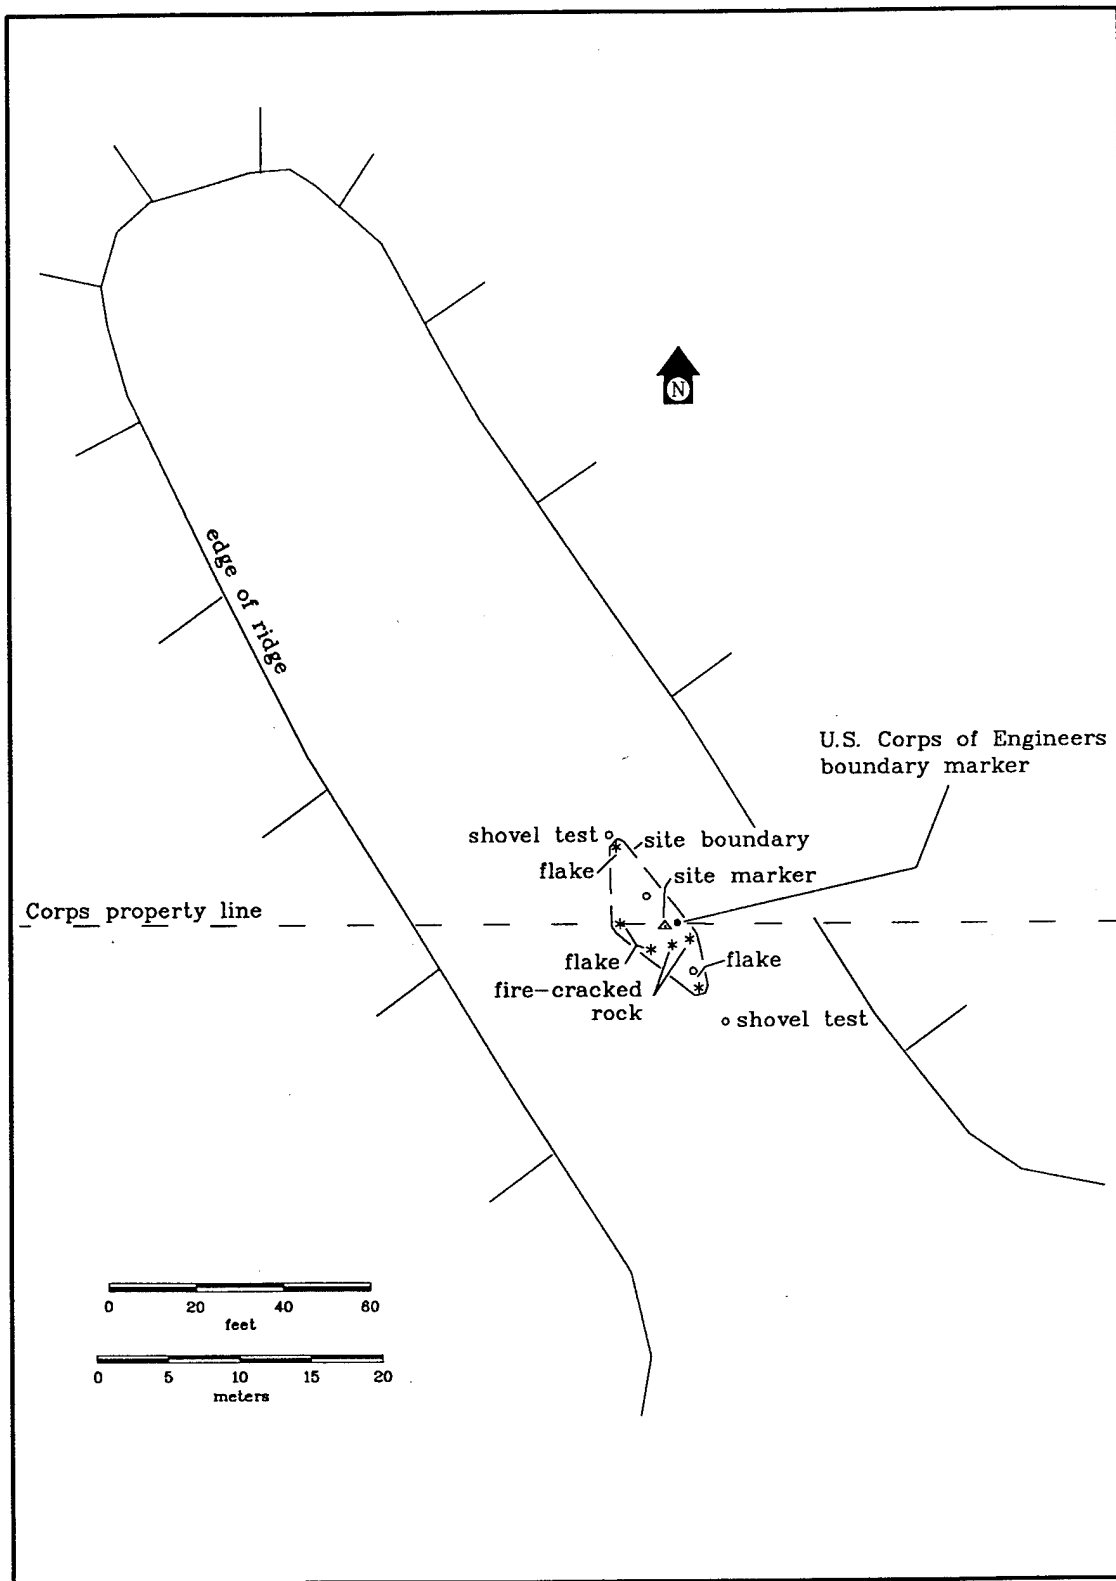 N
edge of ridge
U.S. Corps of Engineers
boundary marker
shovel test
site boundary
flake
site marker
Corps property line
flake
flake
fire-cracked
rock
shovel test
0 20 40 60
feet
0 5 10 15 20
meters